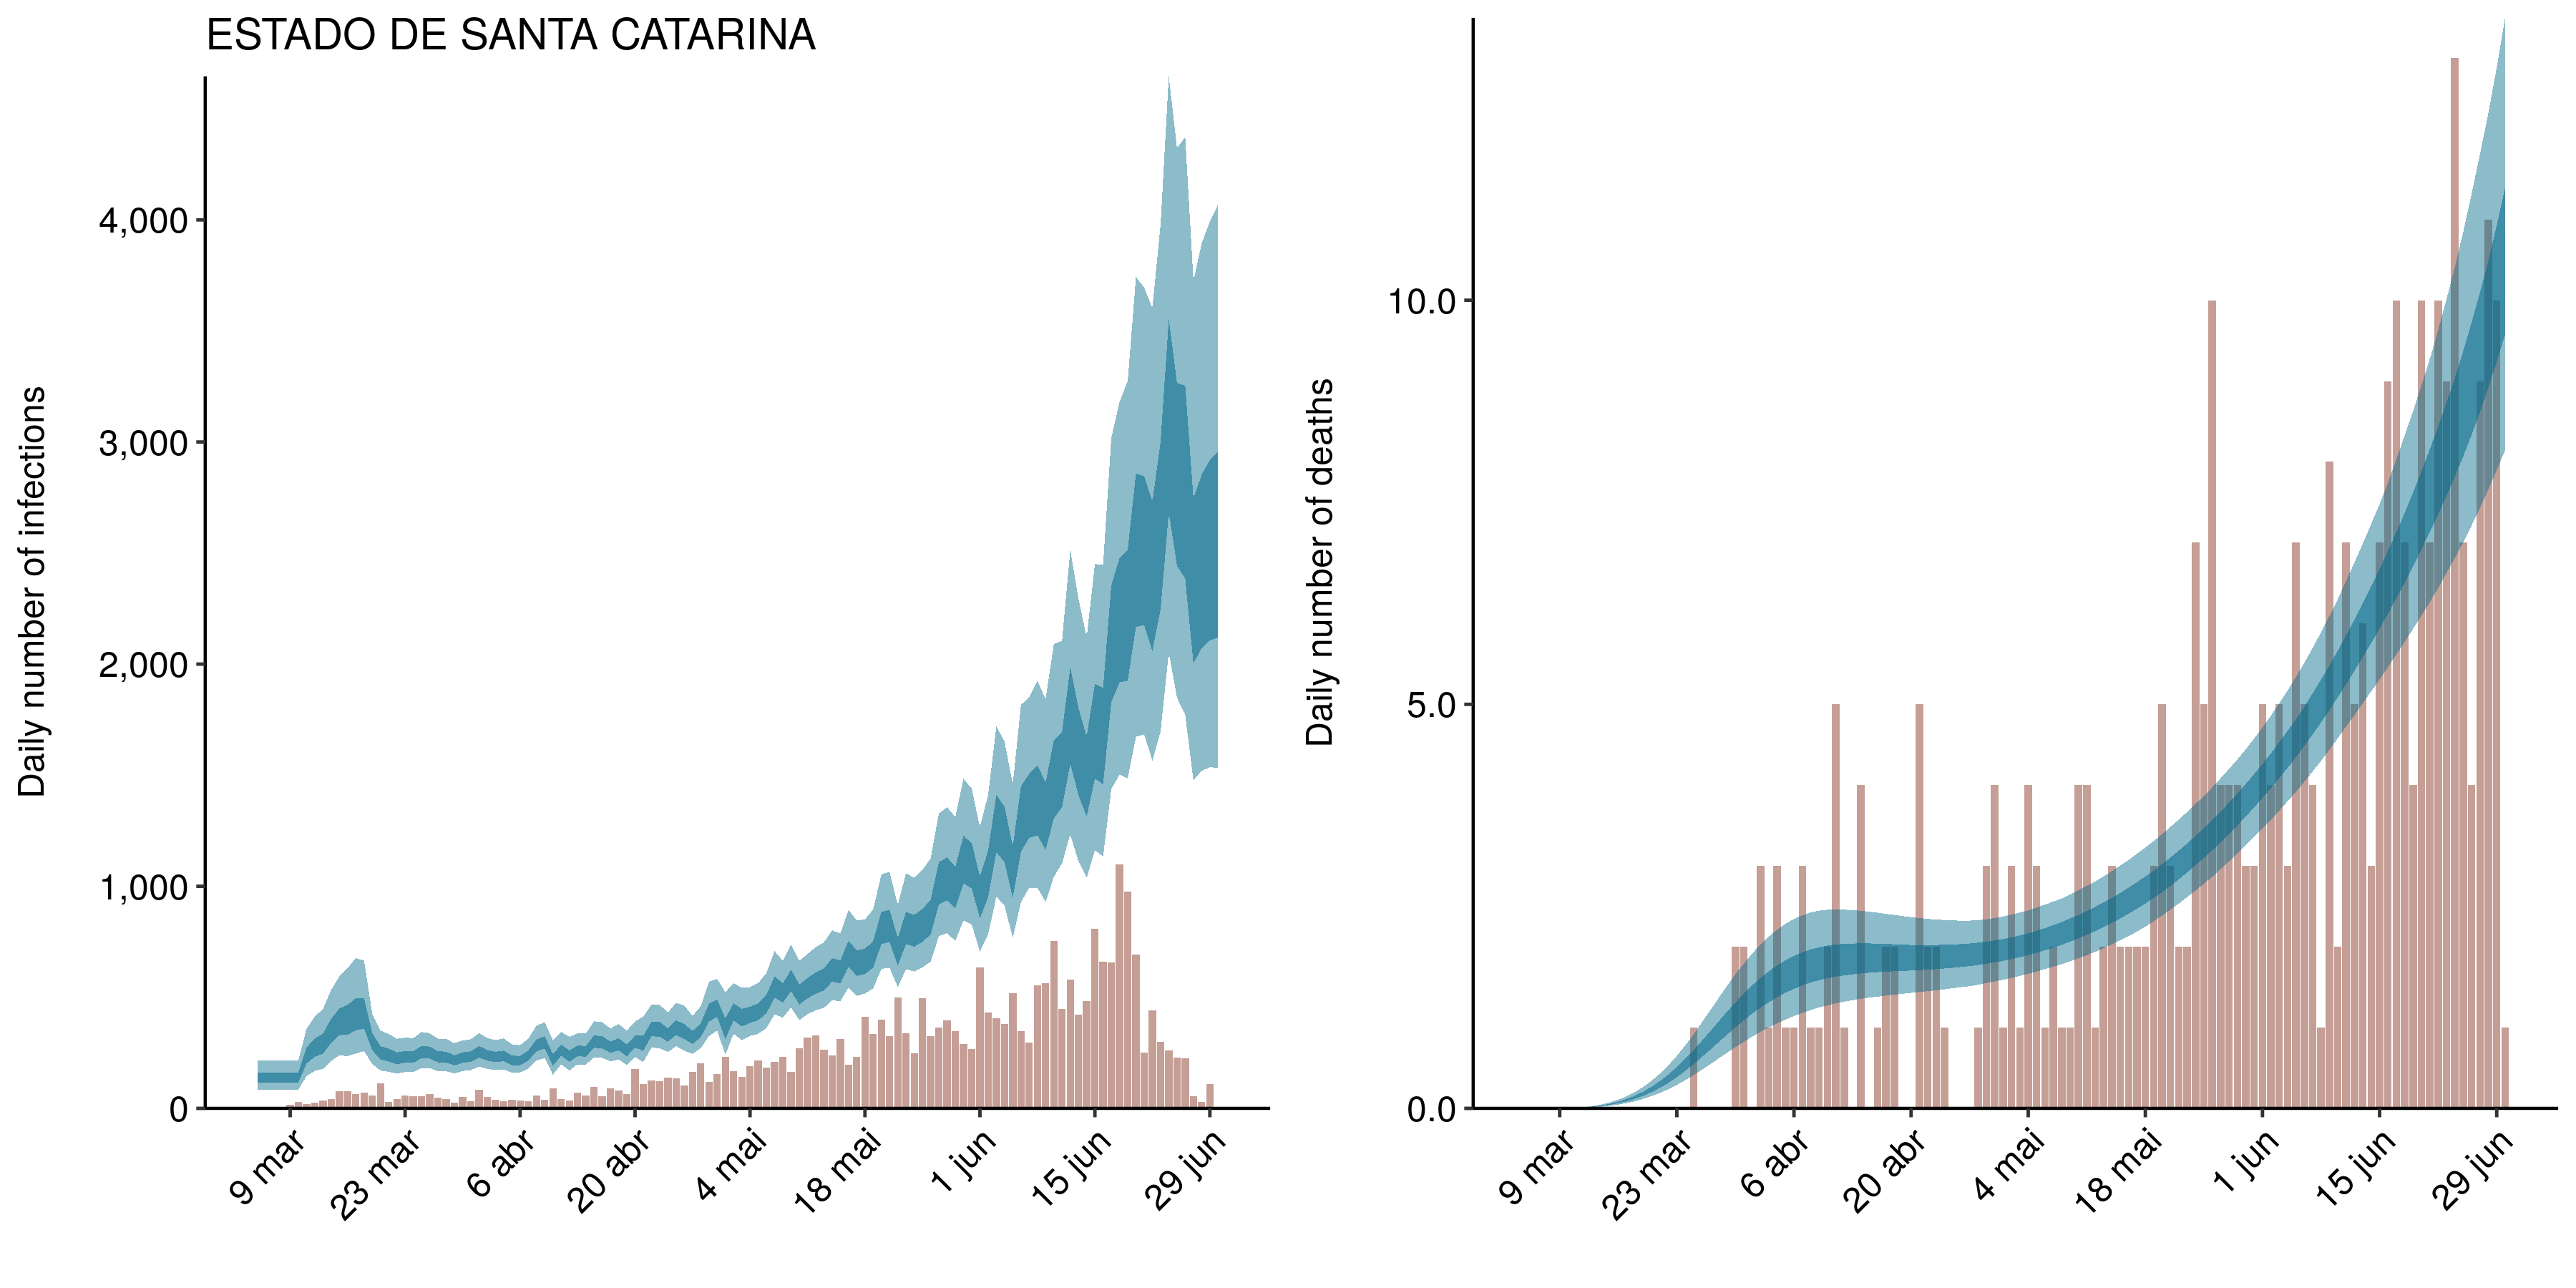 ESTADO DE SANTA CATARINA
Daily number of infections
4,000
3,000
2,000
1,000
0
9 mar
23 mar
6 abr
20 abr
4 mai
18 mai
1 jun
15 jun
29 jun
Daily number of deaths
10.0
5.0
0.0
9 mar
23 mar
6 abr
20 abr
4 mai
18 mai
1 jun
15 jun
29 jun